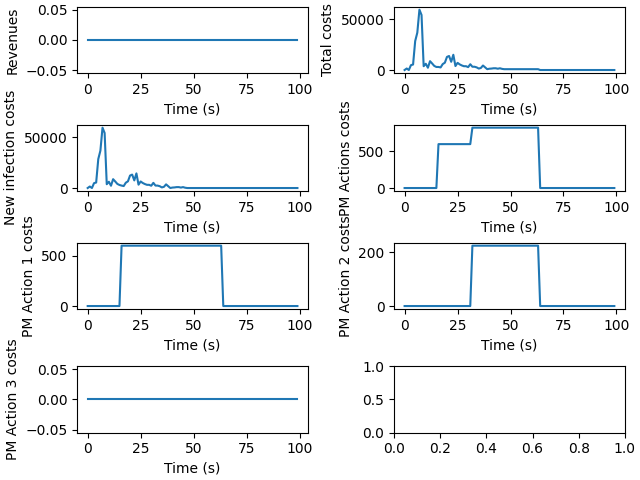 Revenues
0.05
0.00
−0.05
0 25 50 75 100
Time (s)
Total costs
50000
0
0 25 50 75 100
Time (s)
New infection costs
50000
0
0 25 50 75 100
Time (s)
PM Actions costs
500
0
0 25 50 75 100
Time (s)
PM Action 1 costs
500
0
0 25 50 75 100
Time (s)
PM Action 2 costs
200
0
0 25 50 75 100
Time (s)
PM Action 3 costs
0.05
0.00
−0.05
0 25 50 75 100
Time (s)
1.0
0.5
0.0
0.0 0.2 0.4 0.6 0.8 1.0